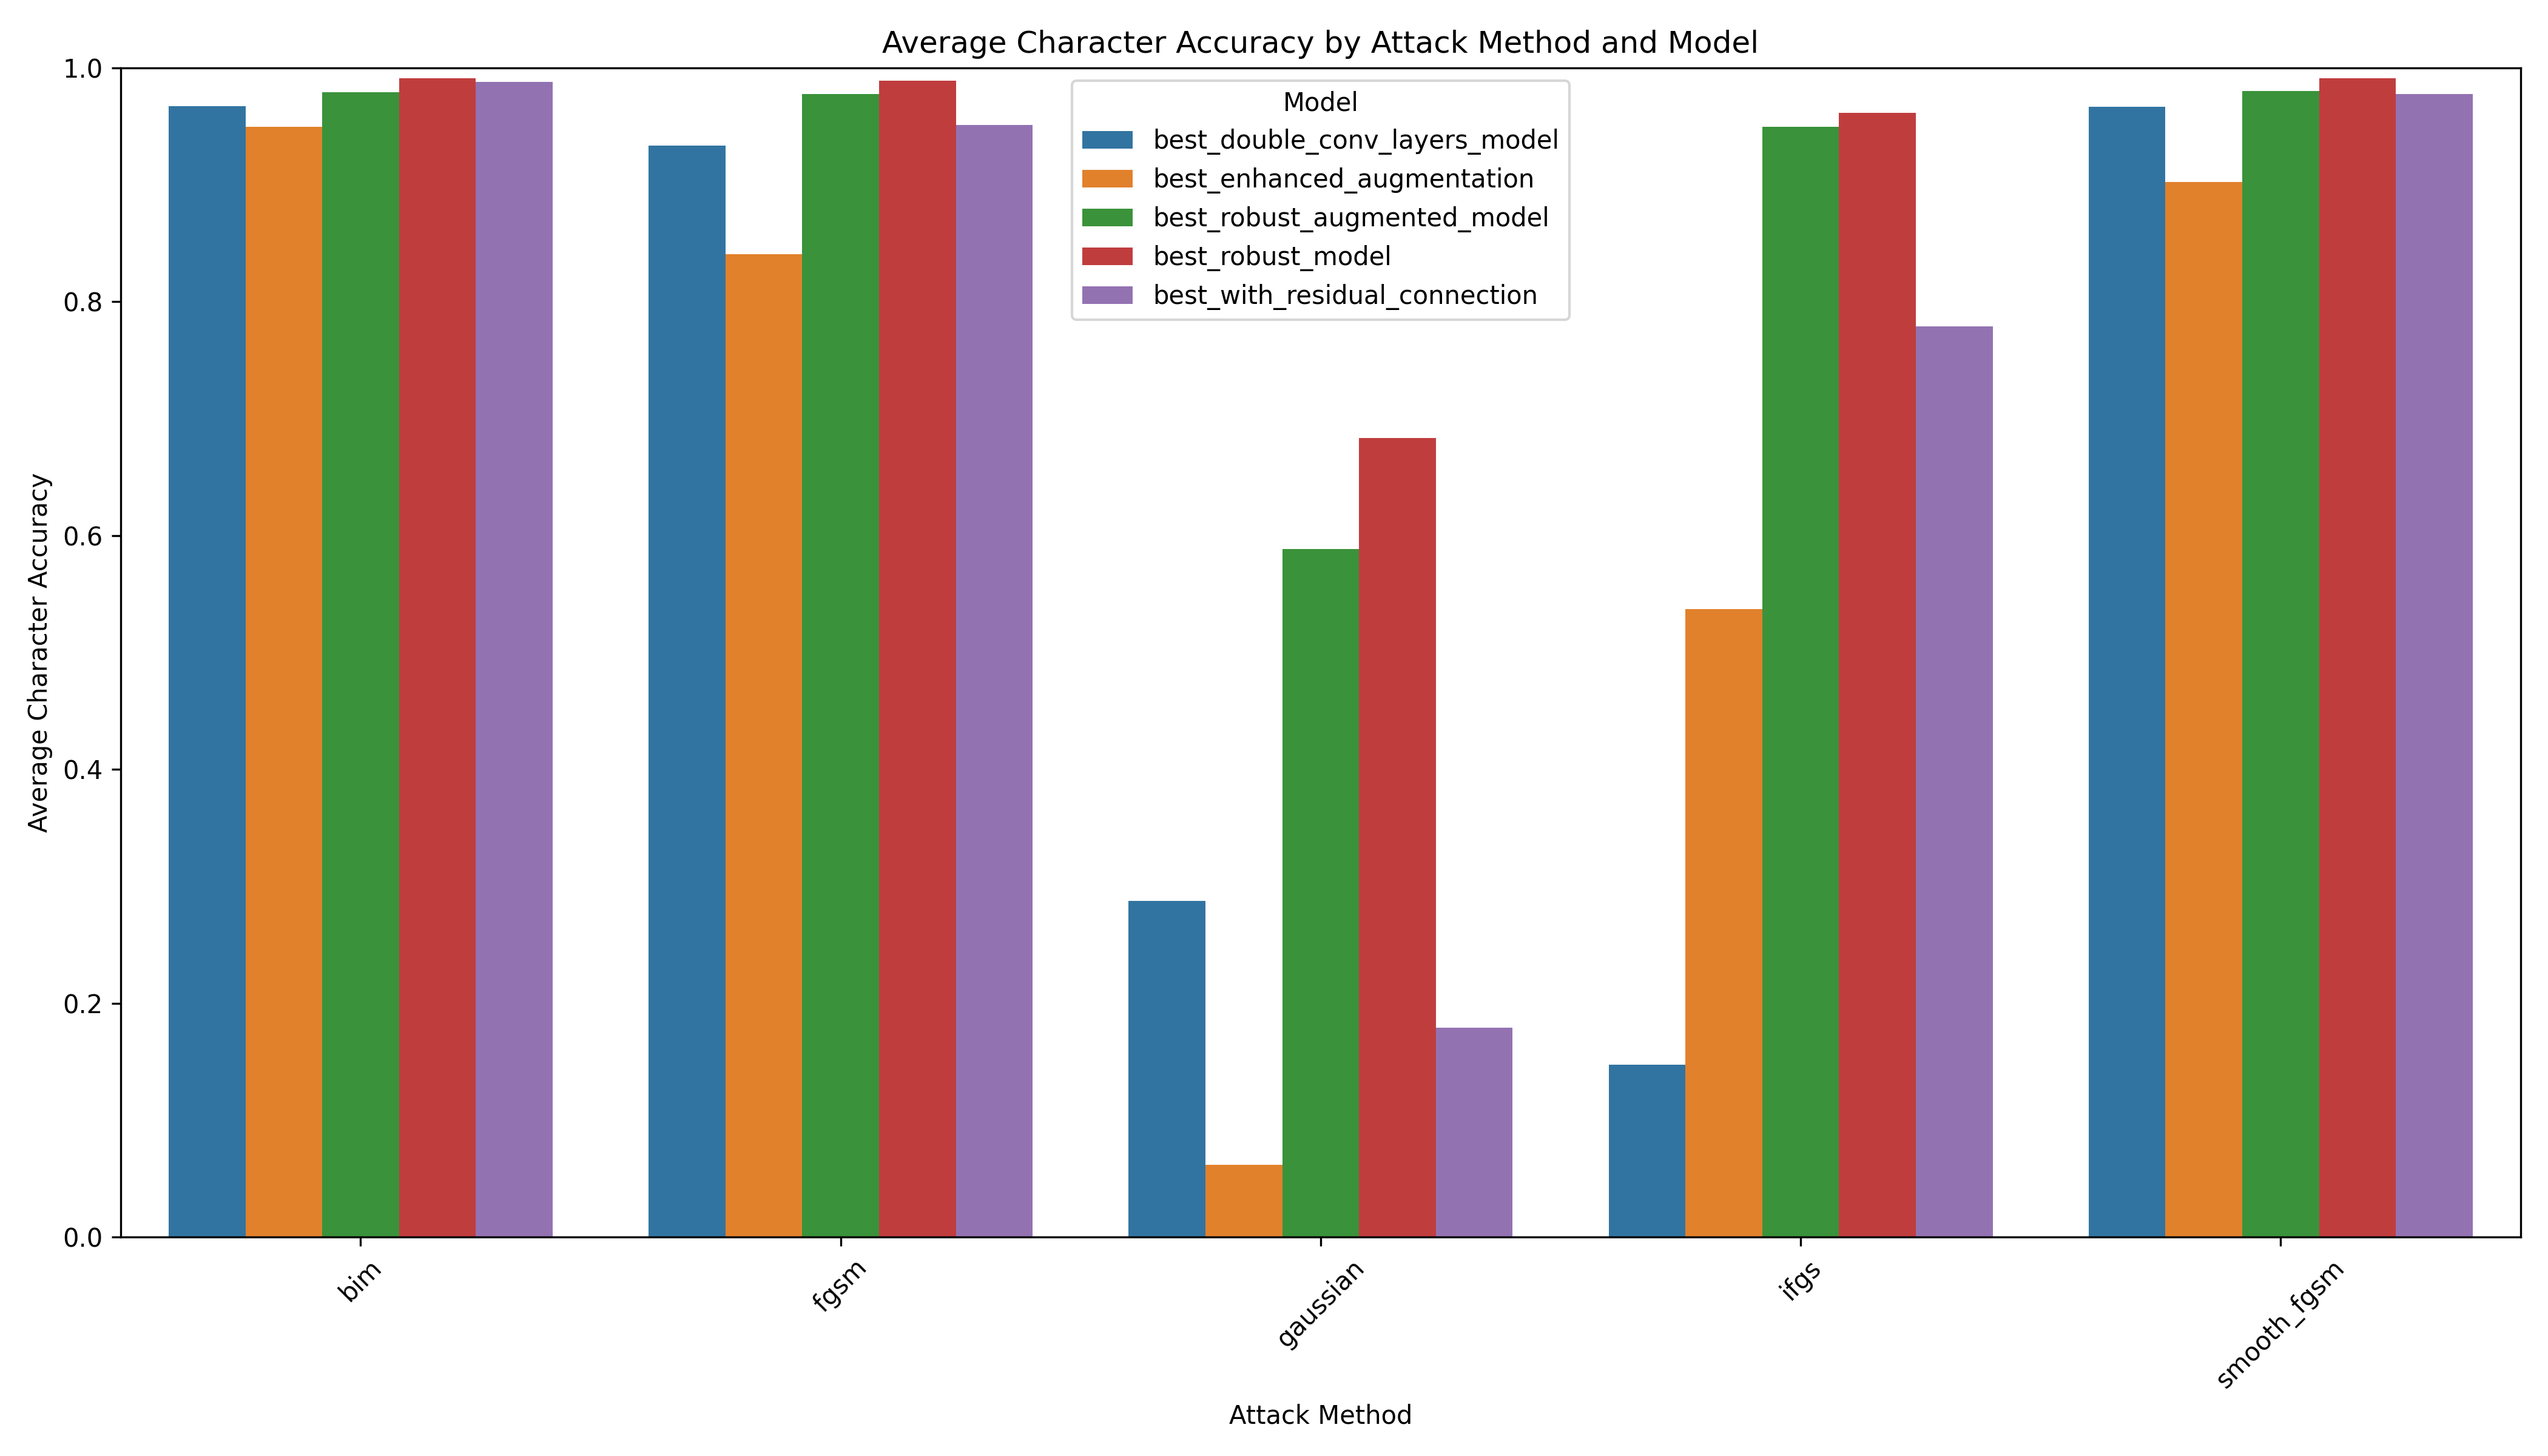 Average Character Accuracy by Attack Method and Model
Average Character Accuracy
1.0
0.8
0.6
0.4
0.2
0.0
Model
best_double_conv_layers_model
best_enhanced_augmentation
best_robust_augmented_model
best_robust_model
best_with_residual_connection
bim
fgsm
gaussian
ifgs
smooth_fgsm
Attack Method